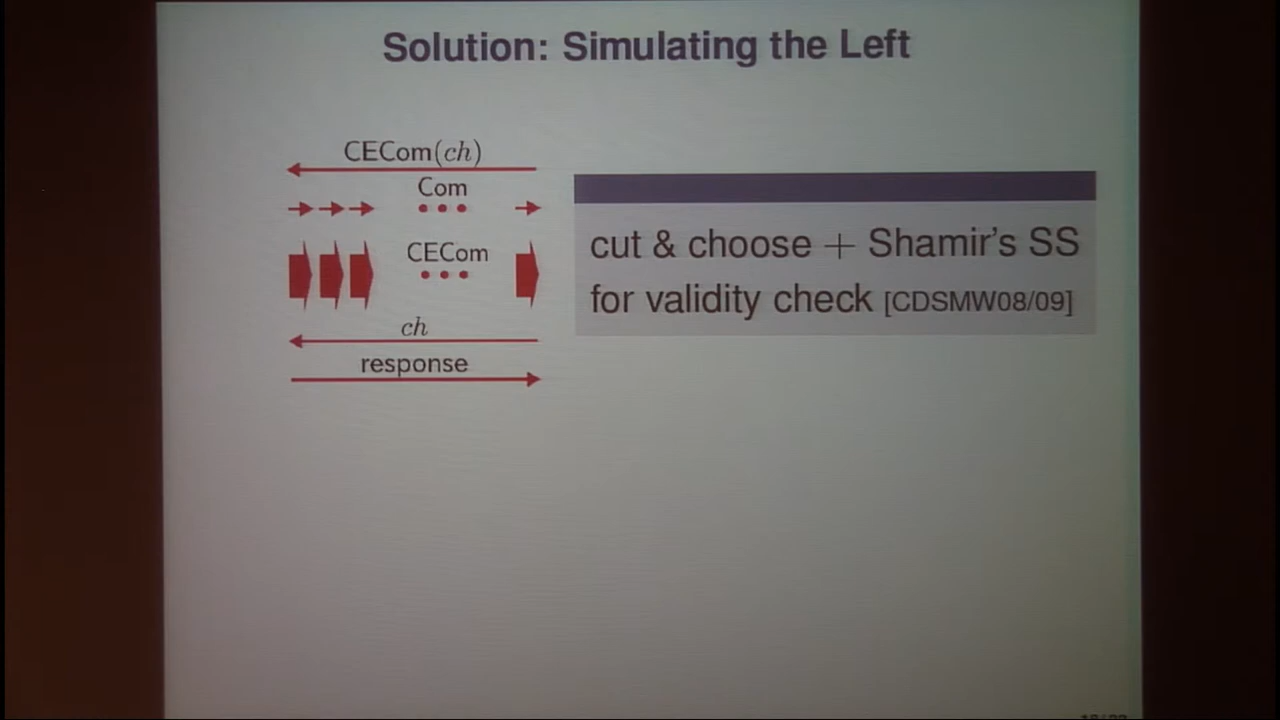 Solution: Simulating the Left
CECom(ch)
Com
CECom
ch
response
cut & choose + Shamir's SS
for validity check [CDSMW08/09]